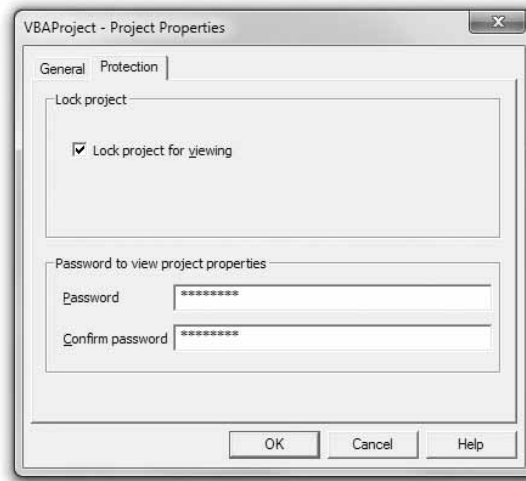 VBAProject - Project Properties
General Protection
Lock project
Lock project for viewing
Password to view project properties
Password ********
Confirm password ********
OK Cancel Help